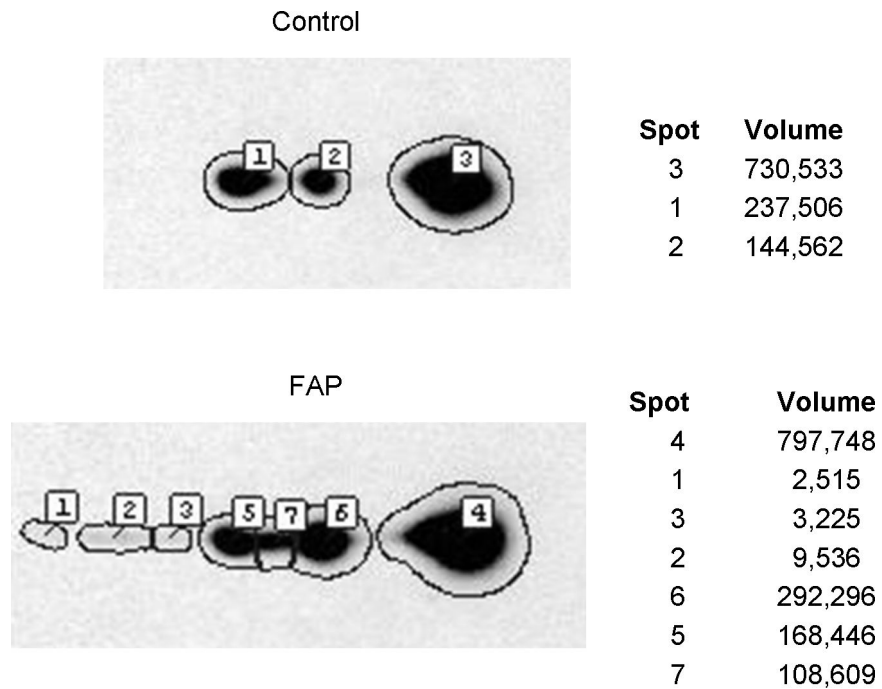 Control
1 2 3
Spot Volume
3 730,533
1 237,506
2 144,562
FAP
1 2 3 5 7 6 4
Spot Volume
4 797,748
1 2,515
3 3,225
2 9,536
6 292,296
5 168,446
7 108,609